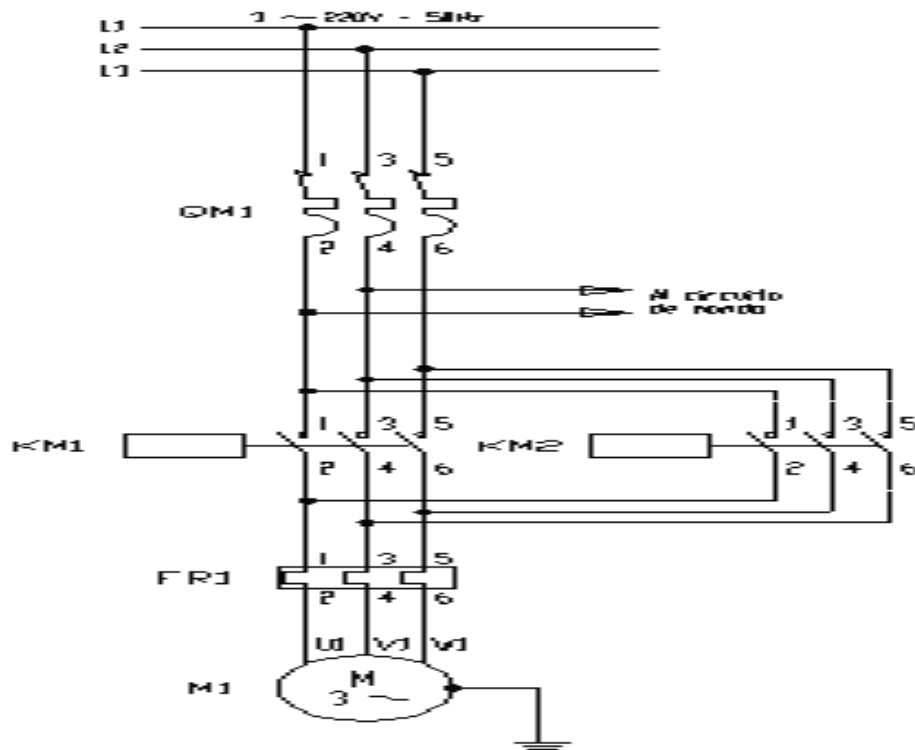 3 ~ 220V - 50Hz
L1
L2
L3
1 3 5
QM1
2 4 6
Al circuito
de mando
1 3 5
1 3 5
KM1
KM2
2 4 6
2 4 6
1 3 5
FR1
2 4 6
U1 V1 W1
M1
M
3 ~